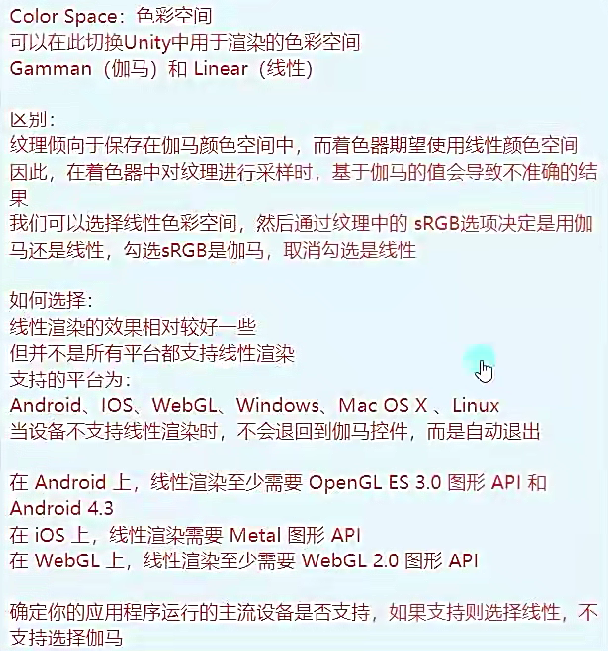 Color Space：色彩空间
可以在此切换Unity中用于渲染的色彩空间
Gamman（伽马）和 Linear（线性）
区别：
纹理倾向于保存在伽马颜色空间中，而着色器期望使用线性颜色空间
因此，在着色器中对纹理进行采样时，基于伽马的值会导致不准确的结
果
我们可以选择线性色彩空间，然后通过纹理中的 sRGB选项决定是用伽
马还是线性，勾选sRGB是伽马，取消勾选是线性
如何选择：
线性渲染的效果相对较好一些
但并不是所有平台都支持线性渲染
支持的平台为：
Android、IOS、WebGL、Windows、Mac OS X 、Linux
当设备不支持线性渲染时，不会退回到伽马控件，而是自动退出
在 Android 上，线性渲染至少需要 OpenGL ES 3.0 图形 API 和
Android 4.3
在 iOS 上，线性渲染需要 Metal 图形 API
在 WebGL 上，线性渲染至少需要 WebGL 2.0 图形 API
确定你的应用程序运行的主流设备是否支持，如果支持则选择线性，不
支持选择伽马